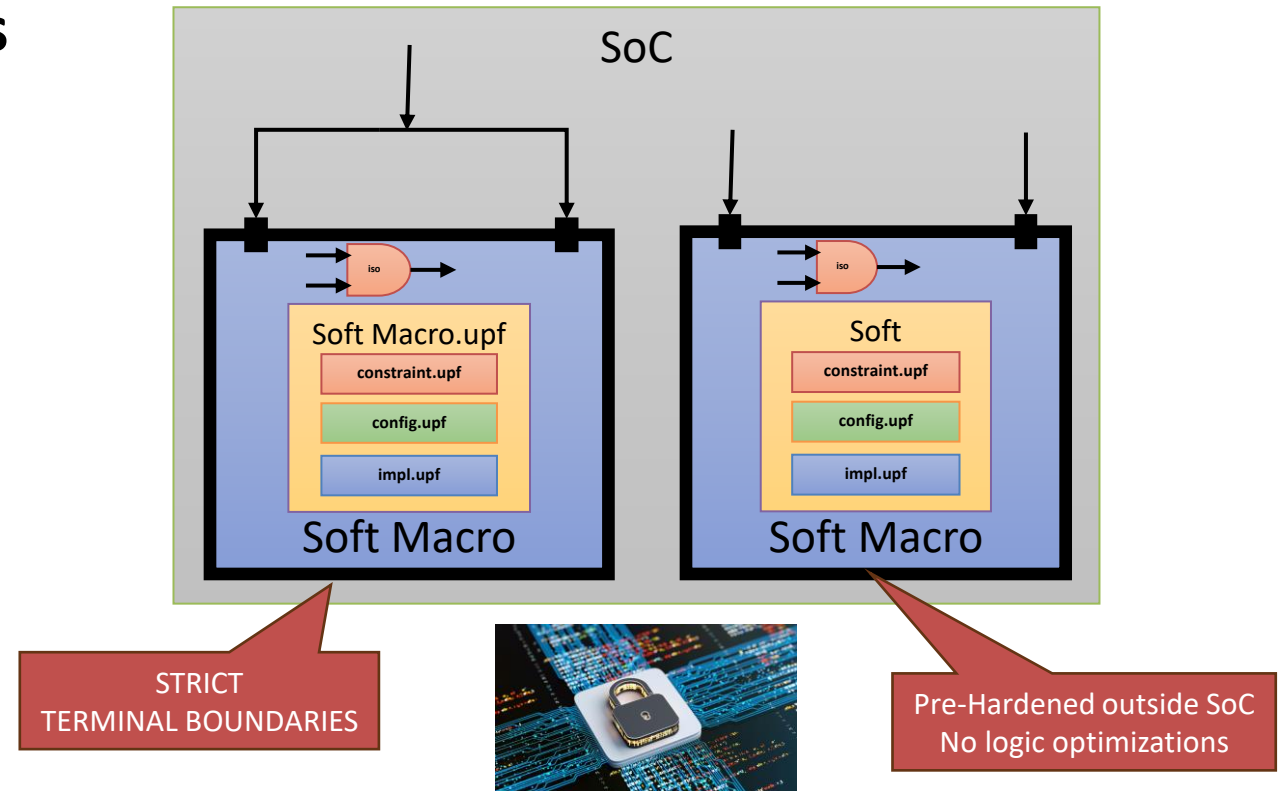 s
SoC
iso
Soft Macro.upf
constraint.upf
config.upf
impl.upf
Soft Macro
iso
Soft
constraint.upf
config.upf
impl.upf
Soft Macro
STRICT
TERMINAL BOUNDARIES
Pre-Hardened outside SoC
No logic optimizations